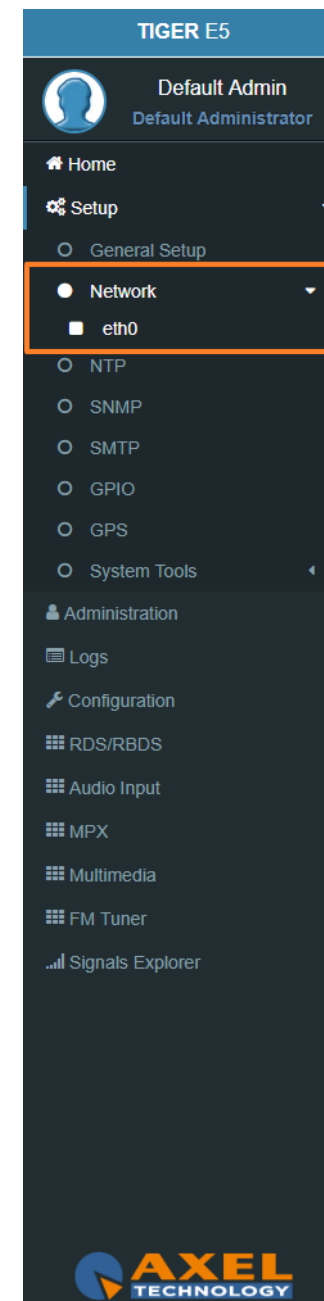 TIGER E5
Default Admin
Default Administrator
Home
Setup
General Setup
Network
eth0
NTP
SNMP
SMTP
GPIO
GPS
System Tools
Administration
Logs
Configuration
RDS/RBDS
Audio Input
MPX
Multimedia
FM Tuner
Signals Explorer
AXEL
TECHNOLOGY